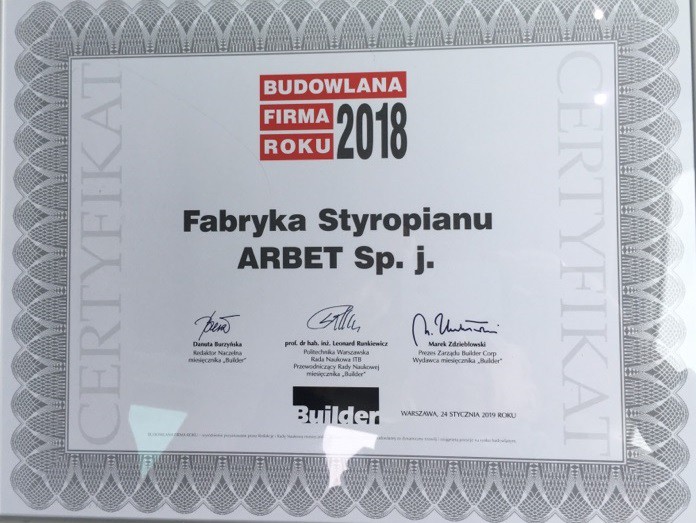 CERTYFIKAT
CERTYFIKAT
BUDOWLANA
FIRMA
ROKU 2018
Fabryka Styropianu
ARBET Sp. j.
Danuta Burzyńska
Redaktor Naczelna
miesięcznika „Builder"
prof. dr hab. inż. Leonard Runkiewicz
Politechnika Warszawska
Rada Naukowa ITB
Przewodniczący Rady Naukowej
miesięcznika „Builder"
Marek Zdziebłowski
Prezes Zarządu Builder Corp
Wydawca miesięcznika „Builder"
Builder
WARSZAWA, 24 STYCZNIA 2019 ROKU